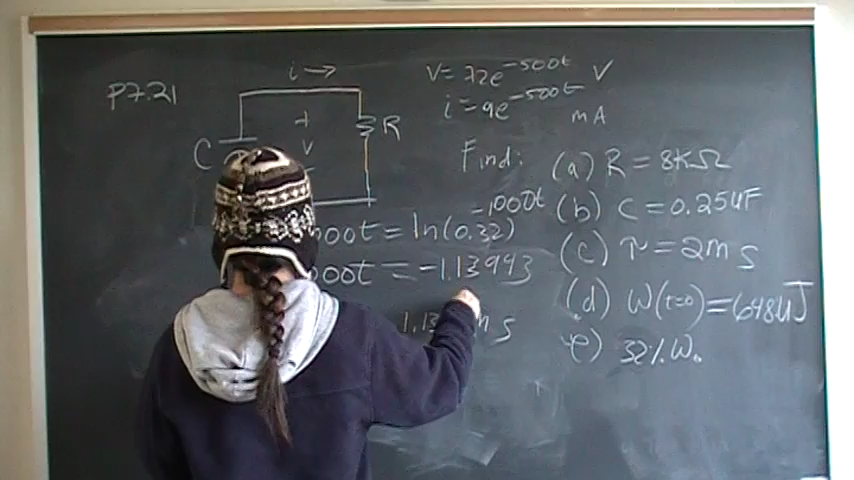 P7.21
i →
+
C
V
-
R
V = 72e^-500t V
i = 9e^-500t mA
Find:
(a) R = 8KΩ
(b) C = 0.25uF
(c) τ = 2ms
(d) W(t=0) = 648uJ
e) 32% W₀
-1000t
000t = ln(0.32)
000t = -1.13943
1.13
s